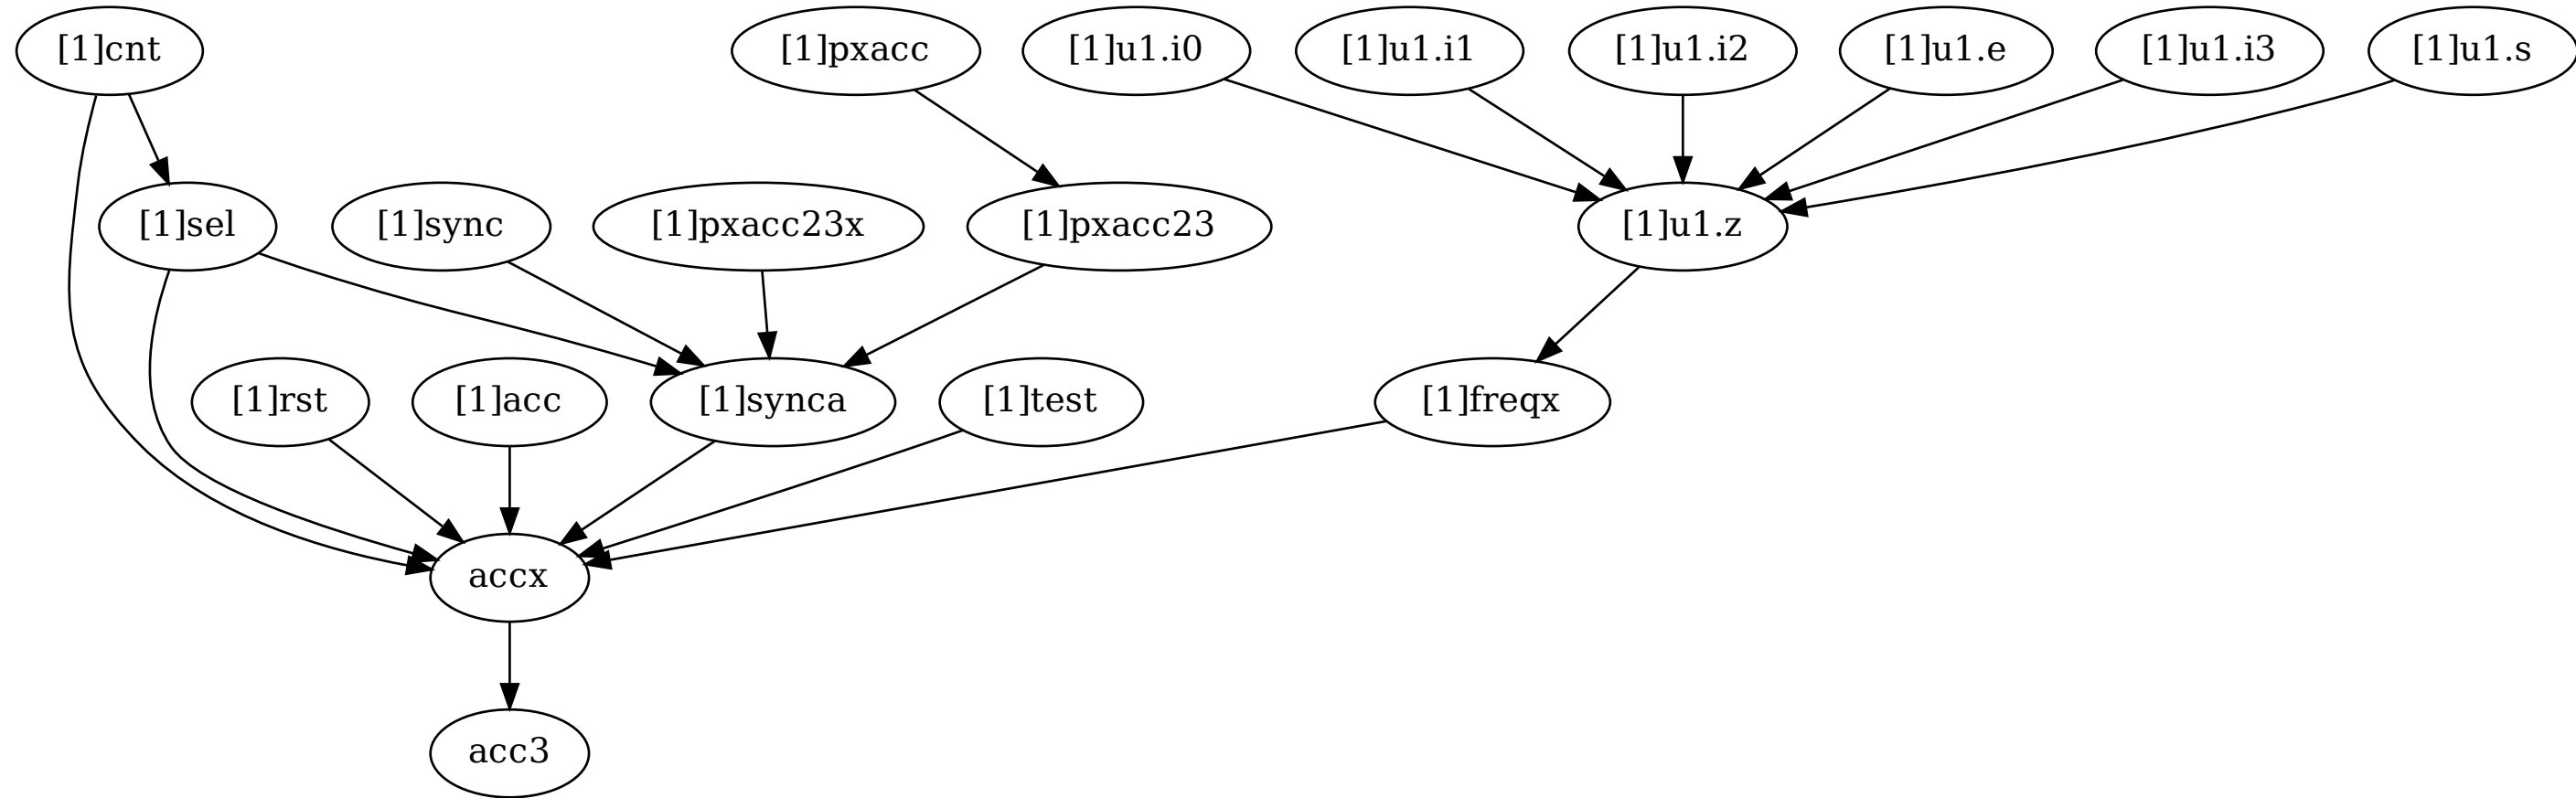 [1]cnt
[1]pxacc
[1]u1.i0
[1]u1.i1
[1]u1.i2
[1]u1.e
[1]u1.i3
[1]u1.s
[1]sel
[1]sync
[1]pxacc23x
[1]pxacc23
[1]u1.z
[1]rst
[1]acc
[1]synca
[1]test
[1]freqx
accx
acc3